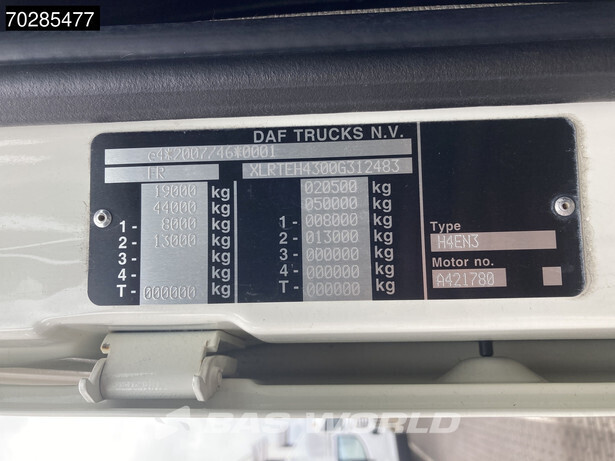 70285477
DAF TRUCKS N.V.
e4*2007/46*0001
FR XLRTEH4300G312483
19000 kg 020500 kg
44000 kg 050000 kg
1 - 8000 kg 1 - 008000 kg
2 - 13000 kg 2 - 013000 kg
3 - kg 3 - 000000 kg
4 - kg 4 - 000000 kg
T - 000000 kg T - 000000 kg
Type
H4EN3
Motor no.
A421780
BAS WORLD